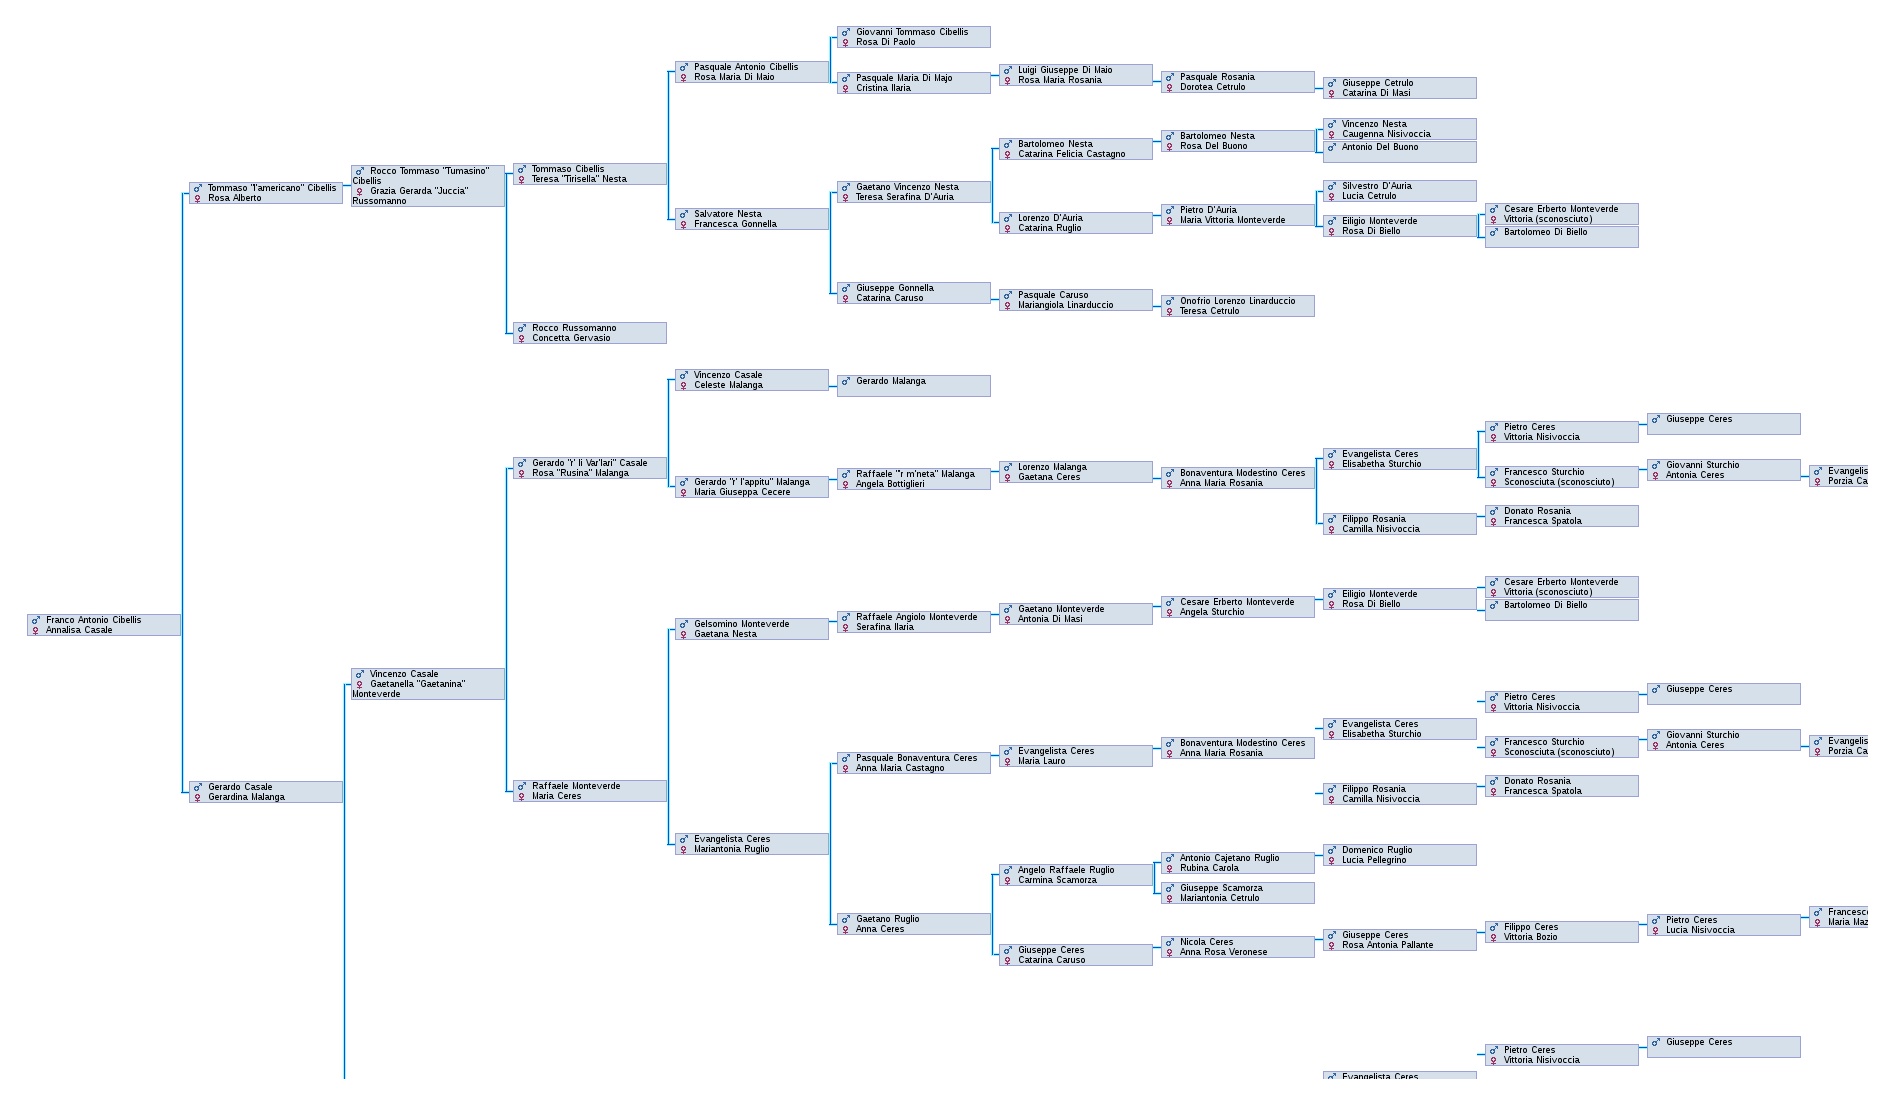 Franco Antonio Cibellis
Annalisa Casale
Tommaso "l'americano" Cibellis
Rosa Alberto
Gerardo Casale
Gerardina Malanga
Rocco Tommaso "Tumasino"
Cibellis
Grazia Gerarda "Juccia"
Russomanno
Vincenzo Casale
Gaetanella "Gaetanina"
Monteverde
Tommaso Cibellis
Teresa "Tirisella" Nesta
Rocco Russomanno
Concetta Gervasio
Gerardo "r' li Var'lari" Casale
Rosa "Rusina" Malanga
Raffaele Monteverde
Maria Ceres
Pasquale Antonio Cibellis
Rosa Maria Di Maio
Salvatore Nesta
Francesca Gonnella
Vincenzo Casale
Celeste Malanga
Gerardo "r' l'appitu" Malanga
Maria Giuseppa Cecere
Gelsomino Monteverde
Gaetana Nesta
Evangelista Ceres
Mariantonia Ruglio
Giovanni Tommaso Cibellis
Rosa Di Paolo
Pasquale Maria Di Majo
Cristina Ilaria
Gaetano Vincenzo Nesta
Teresa Serafina D'Auria
Giuseppe Gonnella
Catarina Caruso
Gerardo Malanga
Raffaele "'r m'neta" Malanga
Angela Bottiglieri
Raffaele Angiolo Monteverde
Serafina Ilaria
Pasquale Bonaventura Ceres
Anna Maria Castagno
Gaetano Ruglio
Anna Ceres
Luigi Giuseppe Di Maio
Rosa Maria Rosania
Bartolomeo Nesta
Catarina Felicia Castagno
Lorenzo D'Auria
Catarina Ruglio
Pasquale Caruso
Mariangiola Linarduccio
Lorenzo Malanga
Gaetana Ceres
Gaetano Monteverde
Antonia Di Masi
Evangelista Ceres
Maria Lauro
Angelo Raffaele Ruglio
Carmina Scamorza
Giuseppe Ceres
Catarina Caruso
Pasquale Rosania
Dorotea Cetrulo
Bartolomeo Nesta
Rosa Del Buono
Pietro D'Auria
Maria Vittoria Monteverde
Onofrio Lorenzo Linarduccio
Teresa Cetrulo
Bonaventura Modestino Ceres
Anna Maria Rosania
Cesare Erberto Monteverde
Angela Sturchio
Bonaventura Modestino Ceres
Anna Maria Rosania
Antonio Cajetano Ruglio
Rubina Carola
Giuseppe Scamorza
Mariantonia Cetrulo
Nicola Ceres
Anna Rosa Veronese
Giuseppe Cetrulo
Catarina Di Masi
Vincenzo Nesta
Caugenna Nisivoccia
Antonio Del Buono
Silvestro D'Auria
Lucia Cetrulo
Eiligio Monteverde
Rosa Di Biello
Evangelista Ceres
Elisabetha Sturchio
Filippo Rosania
Camilla Nisivoccia
Eiligio Monteverde
Rosa Di Biello
Evangelista Ceres
Elisabetha Sturchio
Filippo Rosania
Camilla Nisivoccia
Domenico Ruglio
Lucia Pellegrino
Giuseppe Ceres
Rosa Antonia Pallante
Evangelista Ceres
Cesare Erberto Monteverde
Vittoria (sconosciuto)
Bartolomeo Di Biello
Pietro Ceres
Vittoria Nisivoccia
Francesco Sturchio
Sconosciuta (sconosciuto)
Donato Rosania
Francesca Spatola
Cesare Erberto Monteverde
Vittoria (sconosciuto)
Bartolomeo Di Biello
Pietro Ceres
Vittoria Nisivoccia
Francesco Sturchio
Sconosciuta (sconosciuto)
Donato Rosania
Francesca Spatola
Filippo Ceres
Vittoria Bozio
Pietro Ceres
Vittoria Nisivoccia
Giuseppe Ceres
Giovanni Sturchio
Antonia Ceres
Giuseppe Ceres
Giovanni Sturchio
Antonia Ceres
Pietro Ceres
Lucia Nisivoccia
Giuseppe Ceres
Evangelis
Porzia Ca
Evangelis
Porzia Ca
Francesc
Maria Maz